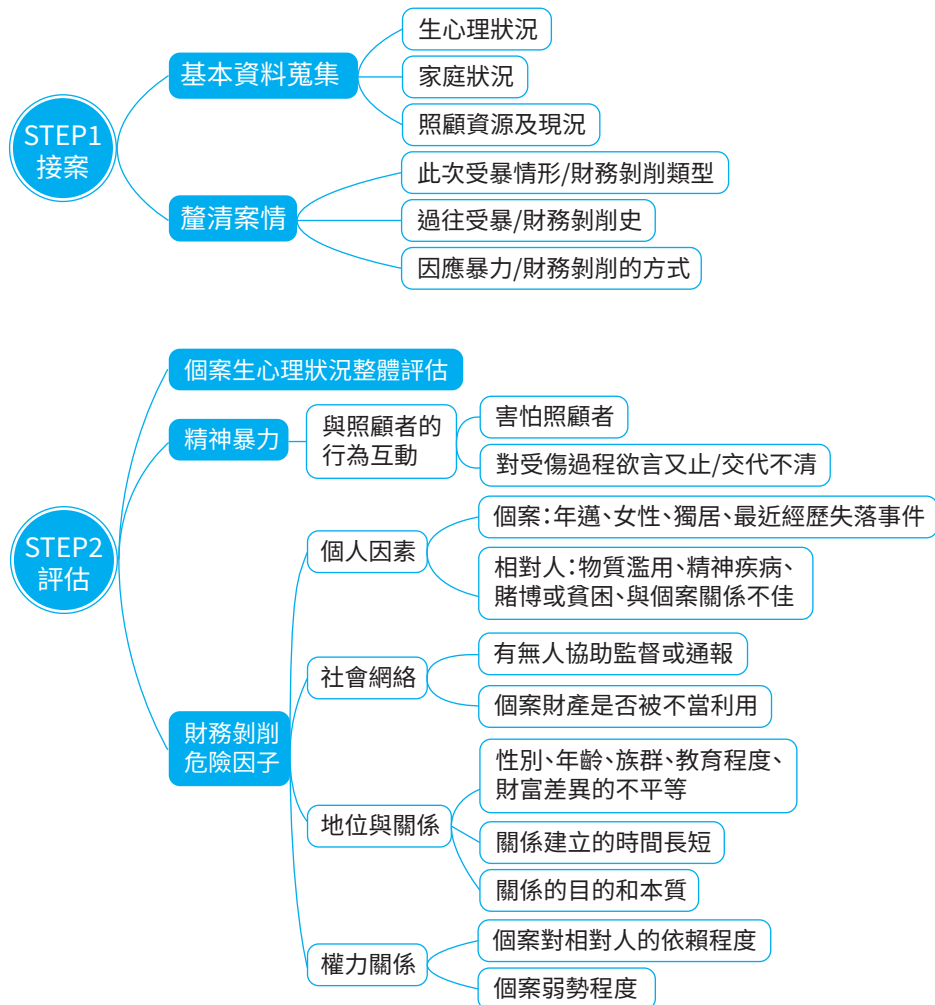 STEP1
接案
基本資料蒐集
生心理狀況
家庭狀況
照顧資源及現況
釐清案情
此次受暴情形/財務剝削類型
過往受暴/財務剝削史
因應暴力/財務剝削的方式
STEP2
評估
個案生心理狀況整體評估
精神暴力
與照顧者的
行為互動
害怕照顧者
對受傷過程欲言又止/交代不清
財務剝削
危險因子
個人因素
個案：年邁、女性、獨居、最近經歷失落事件
相對人：物質濫用、精神疾病、
賭博或貧困、與個案關係不佳
社會網絡
有無人協助監督或通報
個案財產是否被不當利用
地位與關係
性別、年齡、族群、教育程度、
財富差異的不平等
關係建立的時間長短
關係的目的和本質
權力關係
個案對相對人的依賴程度
個案弱勢程度